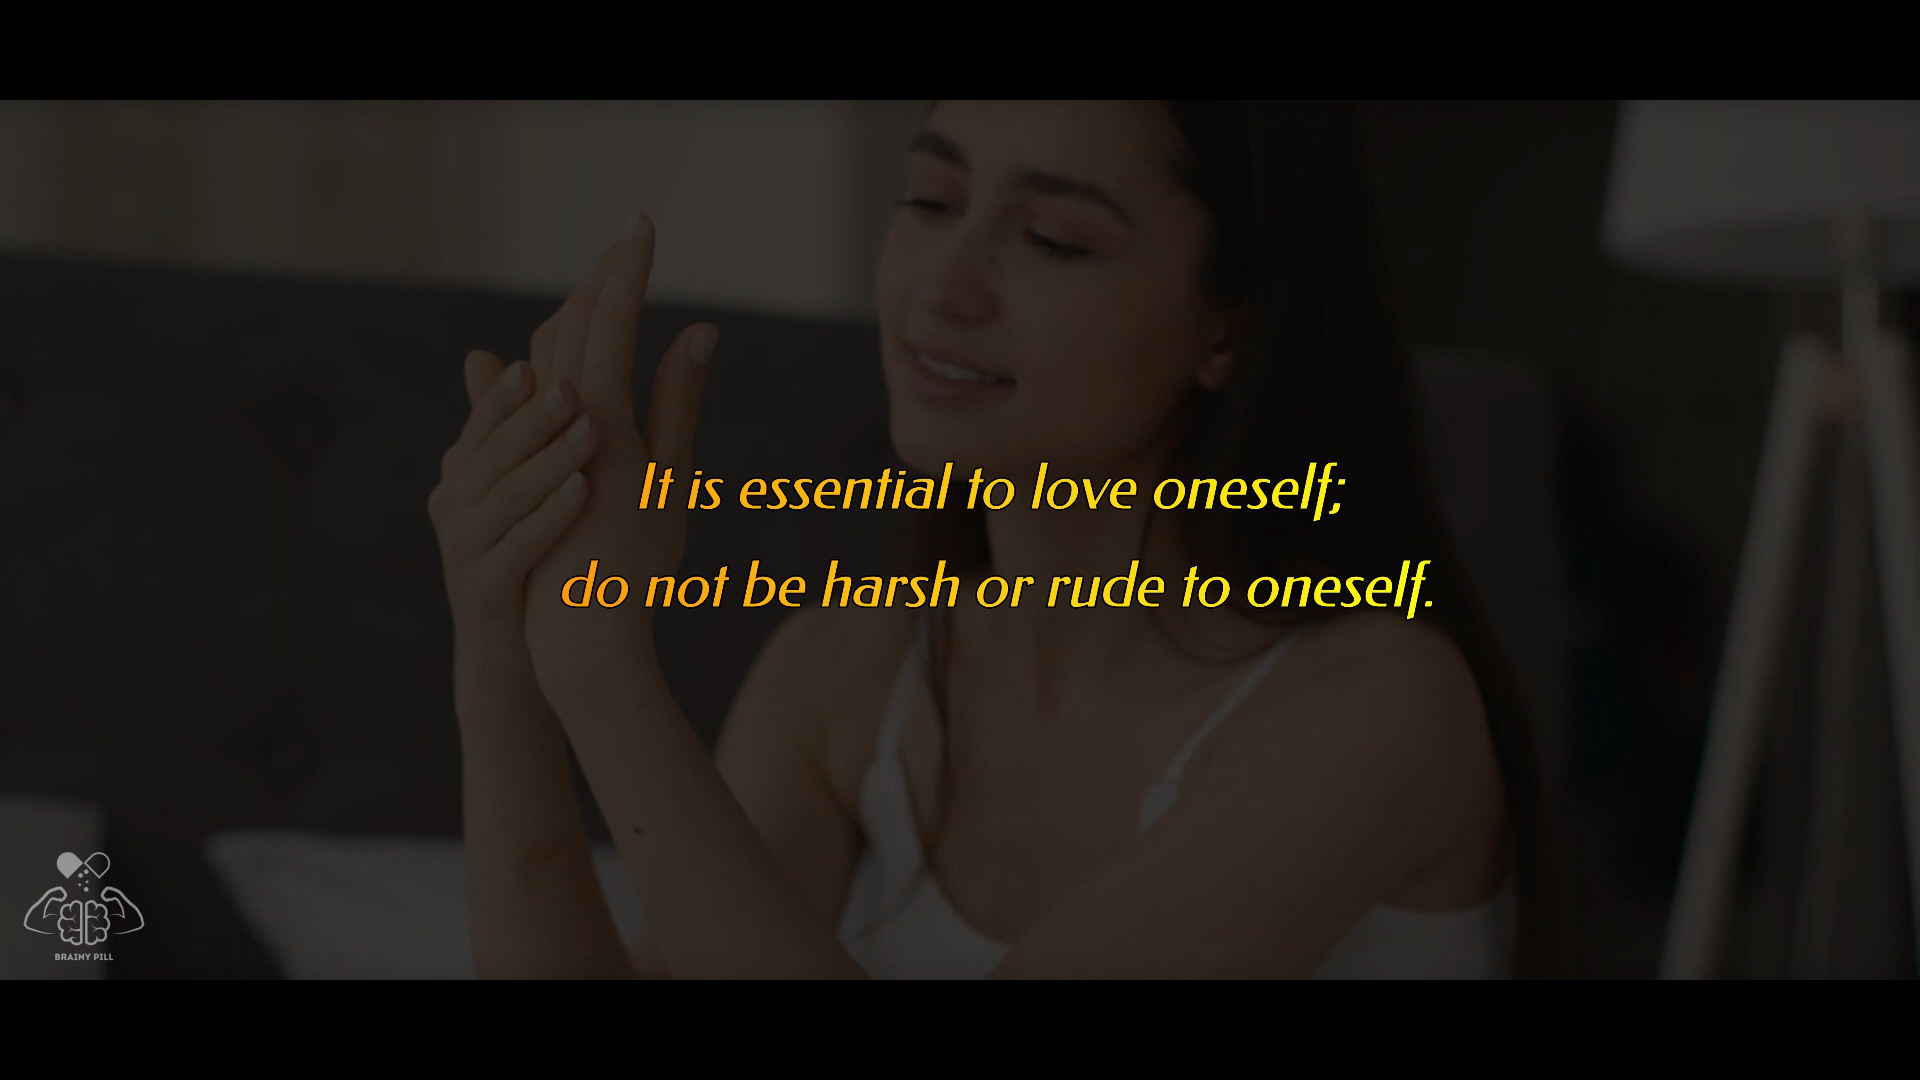 It is essential to love oneself;
do not be harsh or rude to oneself.
BRAINY PILL